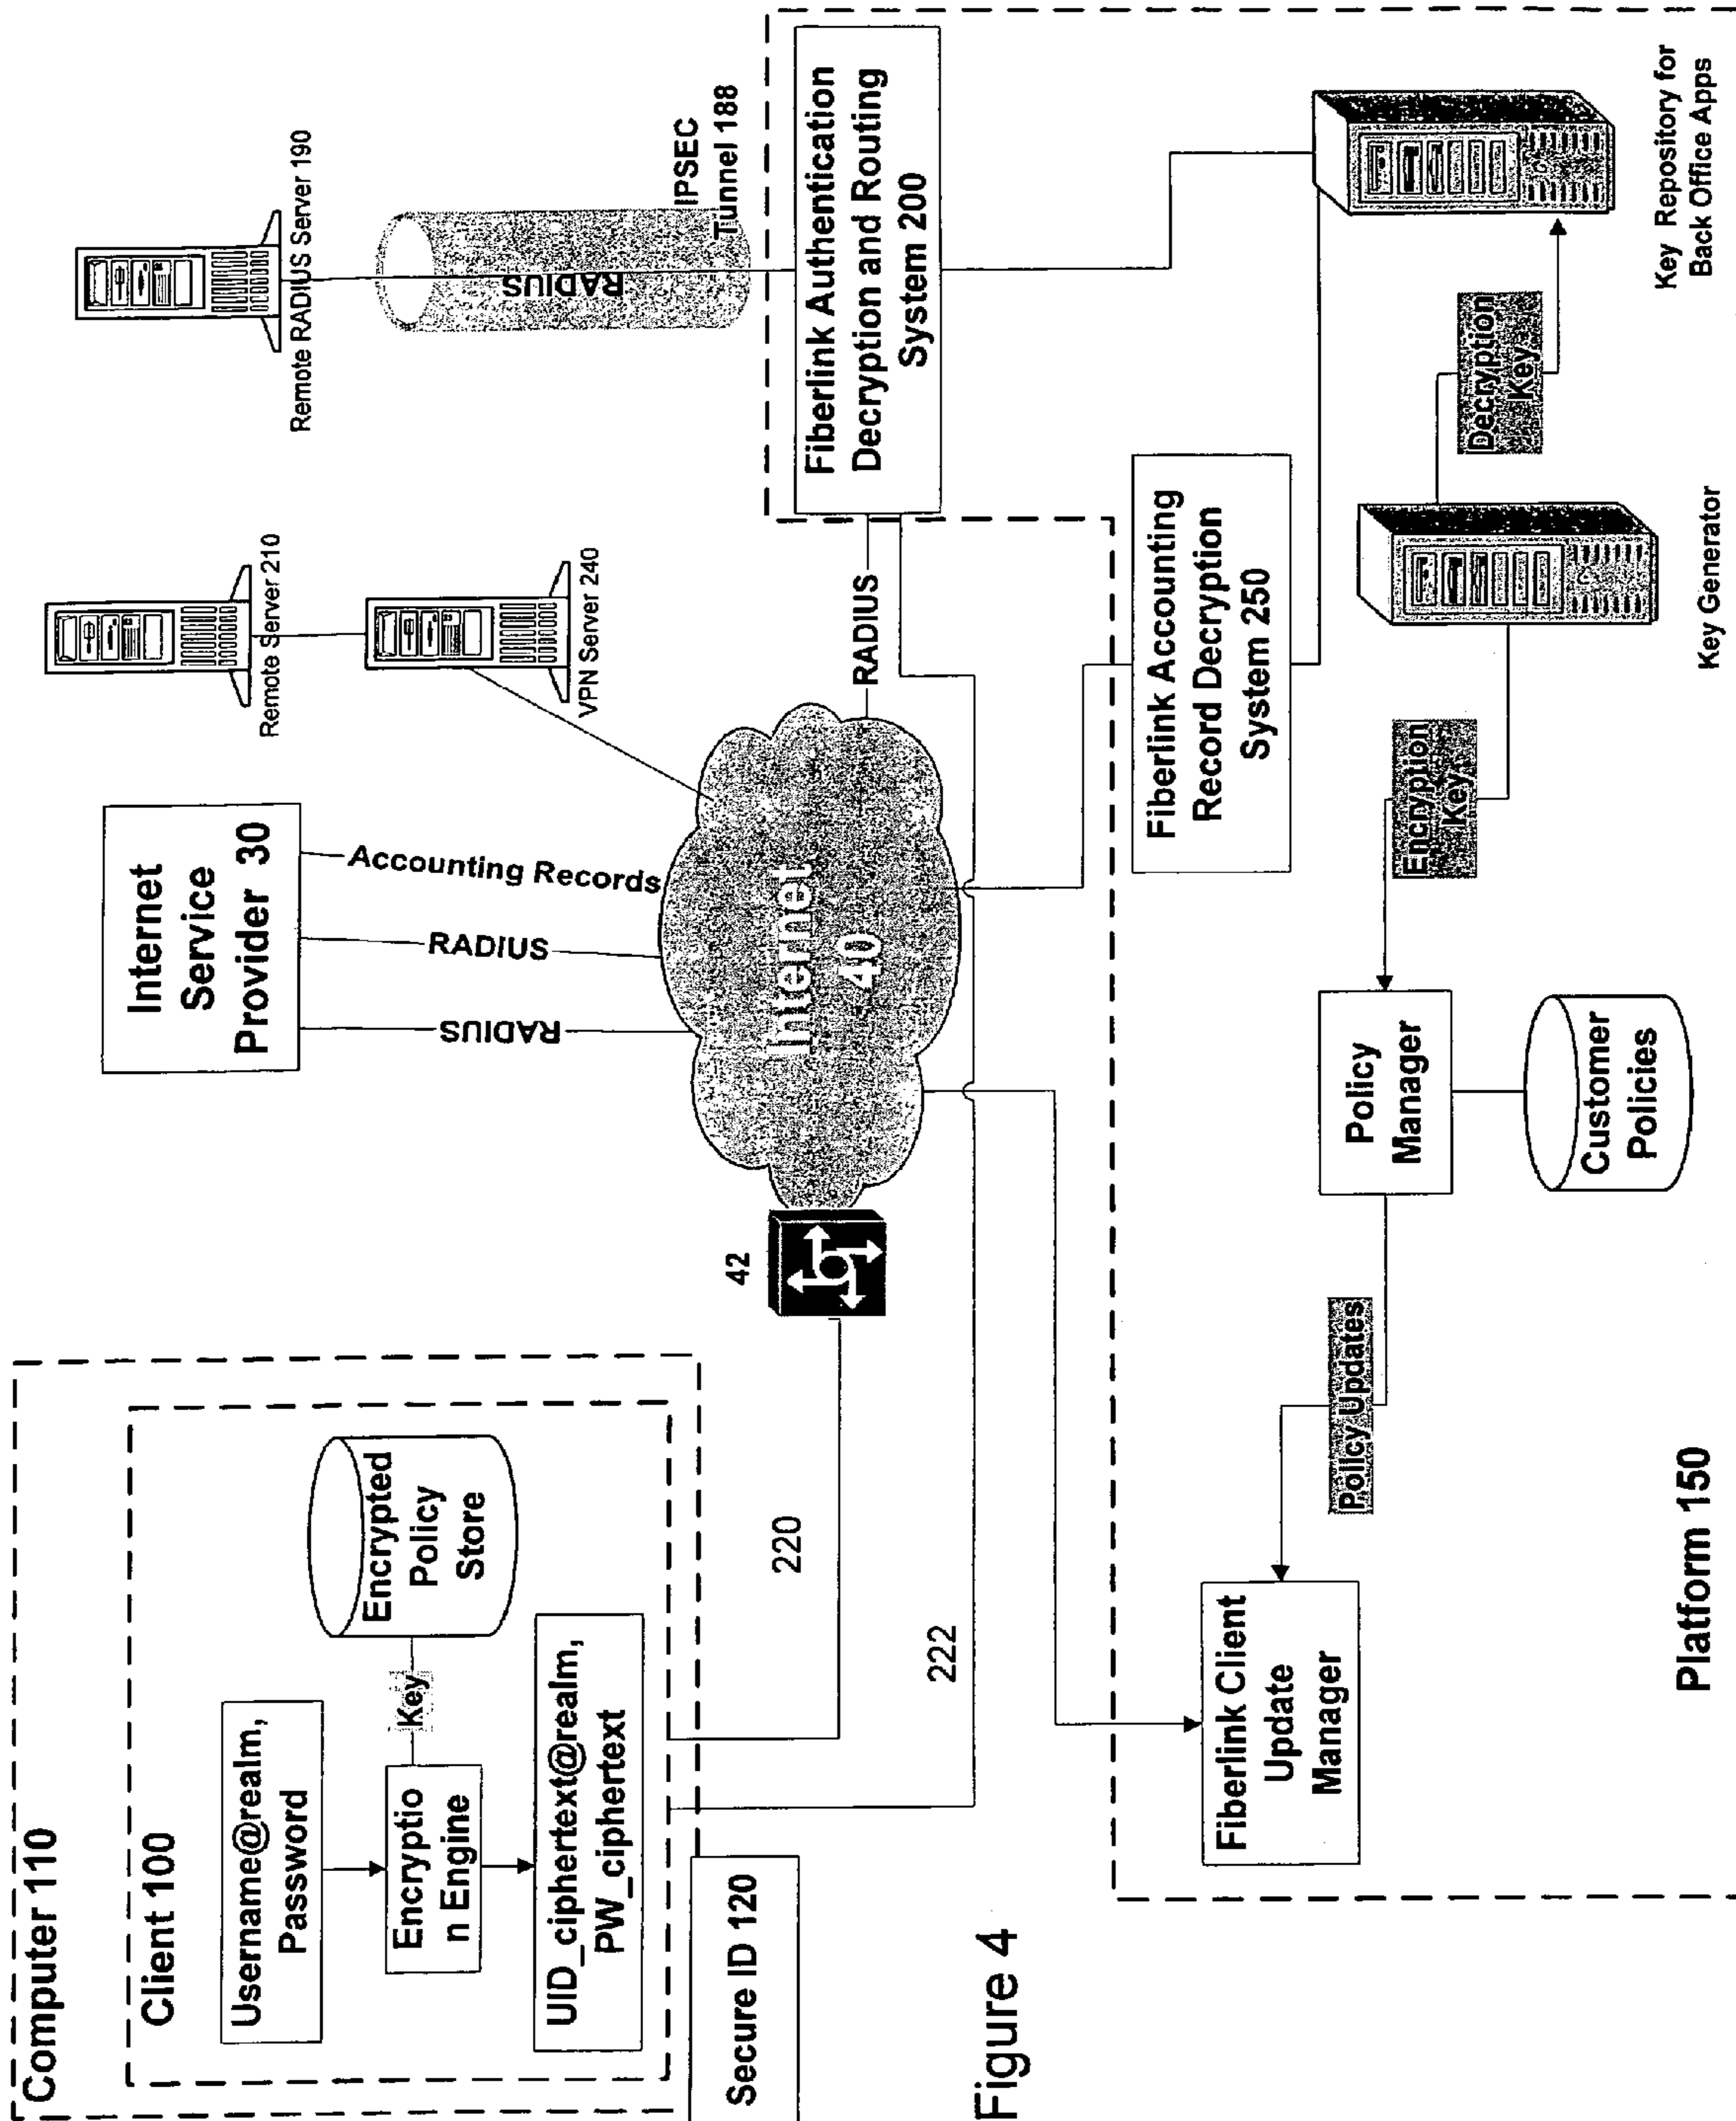 Computer 110
Client 100
Username@realm,
Password
Encryptio
n Engine
Key
Encrypted
Policy
Store
UID_ciphertext@realm,
PW_ciphertext
Secure ID 120
220
222
42
Internet
Service
Provider 30
RADIUS
RADIUS
Accounting Records
Internet
40
Remote Server 210
VPN Server 240
Remote RADIUS Server 190
RADIUS
IPSEC
Tunnel 188
RADIUS
Fiberlink Authentication
Decryption and Routing
System 200
Fiberlink Accounting
Record Decryption
System 250
Fiberlink Client
Update
Manager
Policy Updates
Policy
Manager
Customer
Policies
Encryption
Key
Key Generator
Decryption
Key
Key Repository for
Back Office Apps
Platform 150
Figure 4